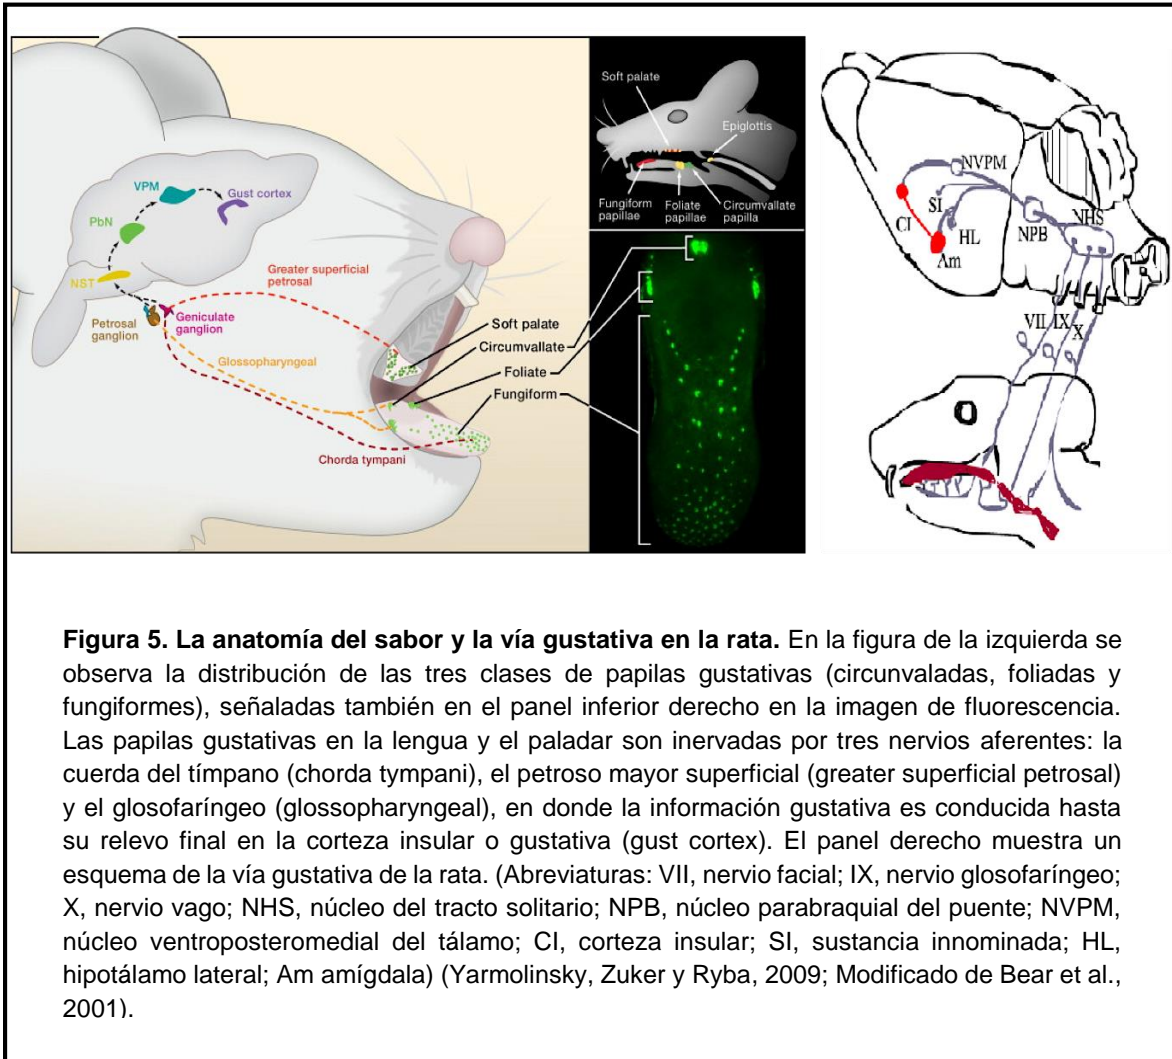 VPM
Gust cortex
PbN
NST
Greater superficial
petrosal
Petrosal
ganglion
Geniculate
ganglion
Glossopharyngeal
Chorda tympani
Soft palate
Circumvallate
Foliate
Fungiform
Soft palate
Epiglottis
Fungiform
papillae
Foliate
papillae
Circumvallate
papilla
NVPM
SI
CI
HL
Am
NPB
NHS
VII
IX
X
Figura 5. La anatomía del sabor y la vía gustativa en la rata. En la figura de la izquierda se
observa la distribución de las tres clases de papilas gustativas (circunvaladas, foliadas y
fungiformes), señaladas también en el panel inferior derecho en la imagen de fluorescencia.
Las papilas gustativas en la lengua y el paladar son inervadas por tres nervios aferentes: la
cuerda del tímpano (chorda tympani), el petroso mayor superficial (greater superficial petrosal)
y el glosofaríngeo (glossopharyngeal), en donde la información gustativa es conducida hasta
su relevo final en la corteza insular o gustativa (gust cortex). El panel derecho muestra un
esquema de la vía gustativa de la rata. (Abreviaturas: VII, nervio facial; IX, nervio glosofaríngeo;
X, nervio vago; NHS, núcleo del tracto solitario; NPB, núcleo parabraquial del puente; NVPM,
núcleo ventroposteromedial del tálamo; CI, corteza insular; SI, sustancia innominada; HL,
hipotálamo lateral; Am amígdala) (Yarmolinsky, Zuker y Ryba, 2009; Modificado de Bear et al.,
2001).